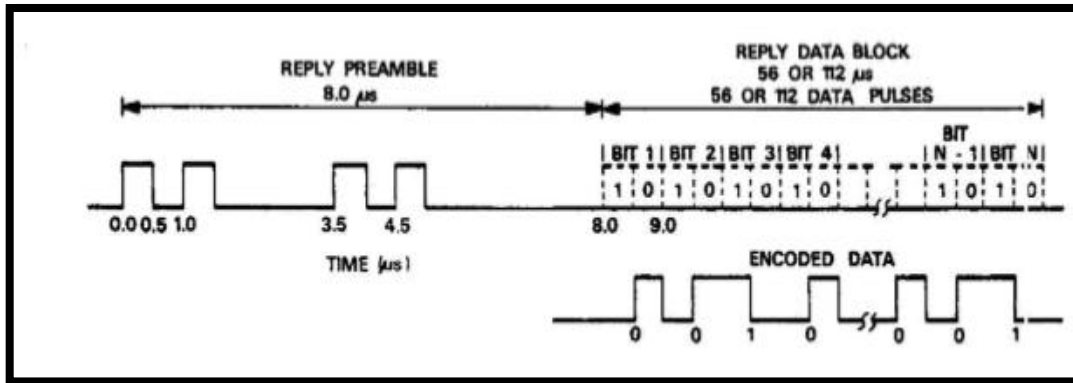 REPLY PREAMBLE
8.0 µs
REPLY DATA BLOCK
56 OR 112 µs
56 OR 112 DATA PULSES
BIT 1 BIT 2 BIT 3 BIT 4 BIT N - 1 BIT N
1 0 1 0 1 0 1 0 1 0 1 0
0.0 0.5 1.0 3.5 4.5 8.0 9.0
TIME (µs)
ENCODED DATA
0 0 1 0 0 0 1